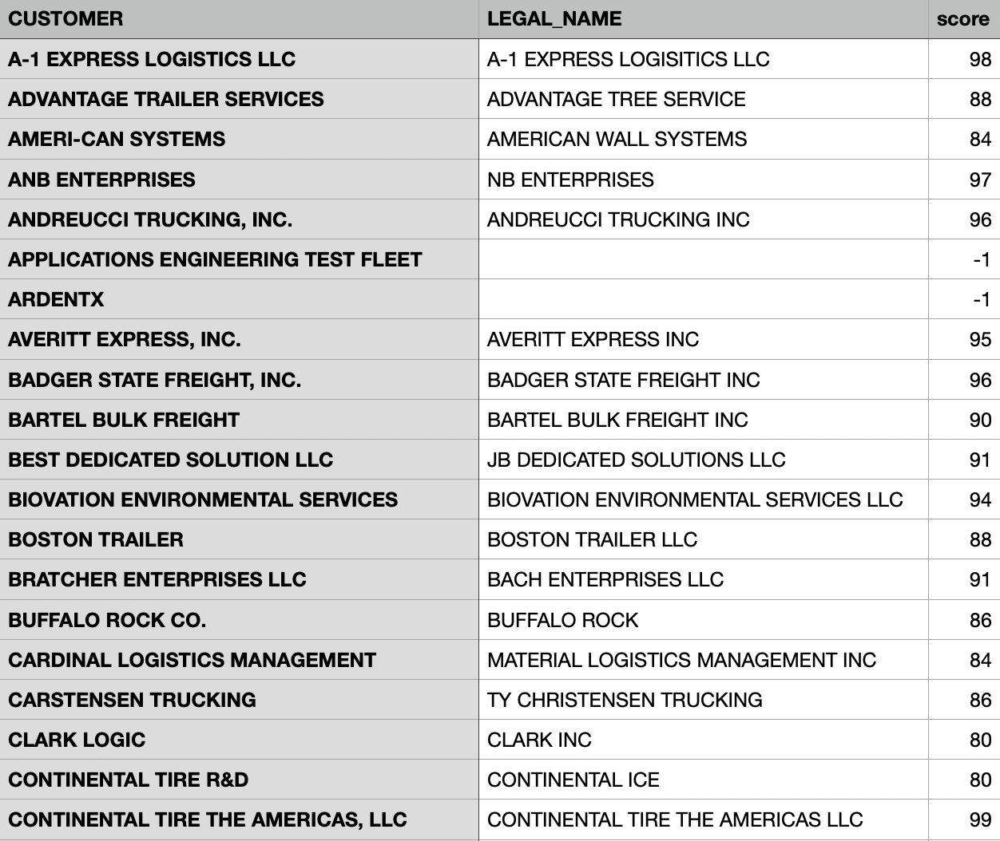 CUSTOMER LEGAL_NAME score
A-1 EXPRESS LOGISTICS LLC A-1 EXPRESS LOGISITICS LLC 98
ADVANTAGE TRAILER SERVICES ADVANTAGE TREE SERVICE 88
AMERI-CAN SYSTEMS AMERICAN WALL SYSTEMS 84
ANB ENTERPRISES NB ENTERPRISES 97
ANDREUCCI TRUCKING, INC. ANDREUCCI TRUCKING INC 96
APPLICATIONS ENGINEERING TEST FLEET -1
ARDENTX -1
AVERITT EXPRESS, INC. AVERITT EXPRESS INC 95
BADGER STATE FREIGHT, INC. BADGER STATE FREIGHT INC 96
BARTEL BULK FREIGHT BARTEL BULK FREIGHT INC 90
BEST DEDICATED SOLUTION LLC JB DEDICATED SOLUTIONS LLC 91
BIOVATION ENVIRONMENTAL SERVICES BIOVATION ENVIRONMENTAL SERVICES LLC 94
BOSTON TRAILER BOSTON TRAILER LLC 88
BRATCHER ENTERPRISES LLC BACH ENTERPRISES LLC 91
BUFFALO ROCK CO. BUFFALO ROCK 86
CARDINAL LOGISTICS MANAGEMENT MATERIAL LOGISTICS MANAGEMENT INC 84
CARSTENSEN TRUCKING TY CHRISTENSEN TRUCKING 86
CLARK LOGIC CLARK INC 80
CONTINENTAL TIRE R&D CONTINENTAL ICE 80
CONTINENTAL TIRE THE AMERICAS, LLC CONTINENTAL TIRE THE AMERICAS LLC 99